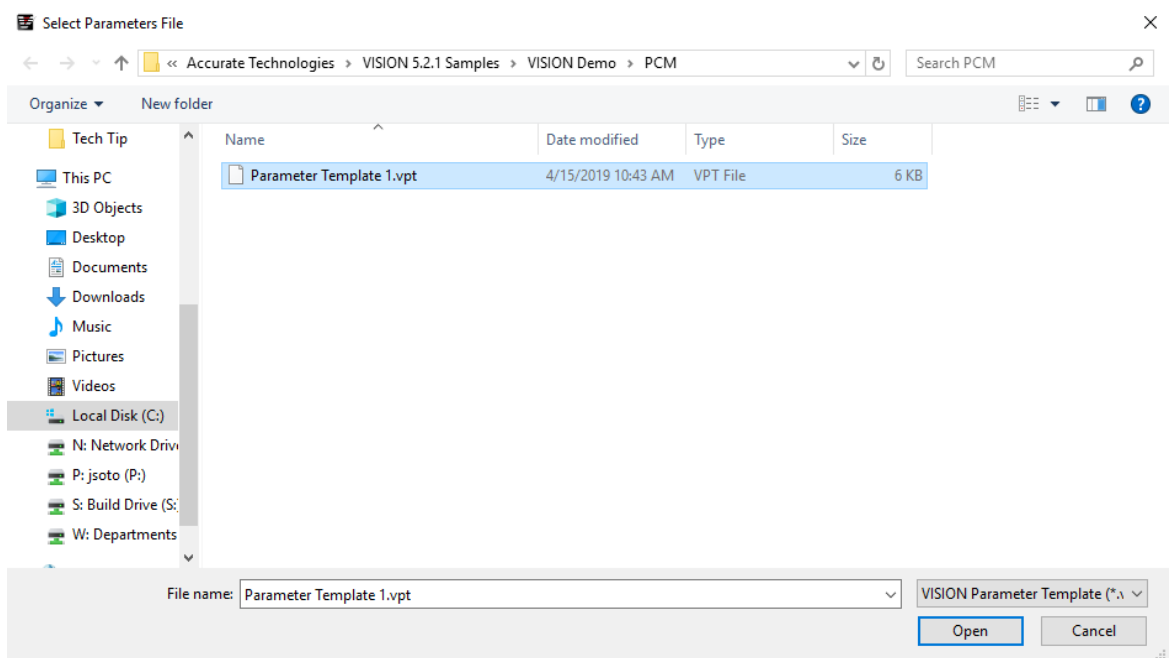 Select Parameters File
« Accurate Technologies › VISION 5.2.1 Samples › VISION Demo › PCM
Search PCM
Organize
New folder
Name
Date modified
Type
Size
Tech Tip
This PC
3D Objects
Desktop
Documents
Downloads
Music
Pictures
Videos
Local Disk (C:)
N: Network Driv
P: jsoto (P:)
S: Build Drive (S:
W: Departments
Parameter Template 1.vpt 4/15/2019 10:43 AM VPT File 6 KB
File name: Parameter Template 1.vpt
VISION Parameter Template (*.v
Open
Cancel